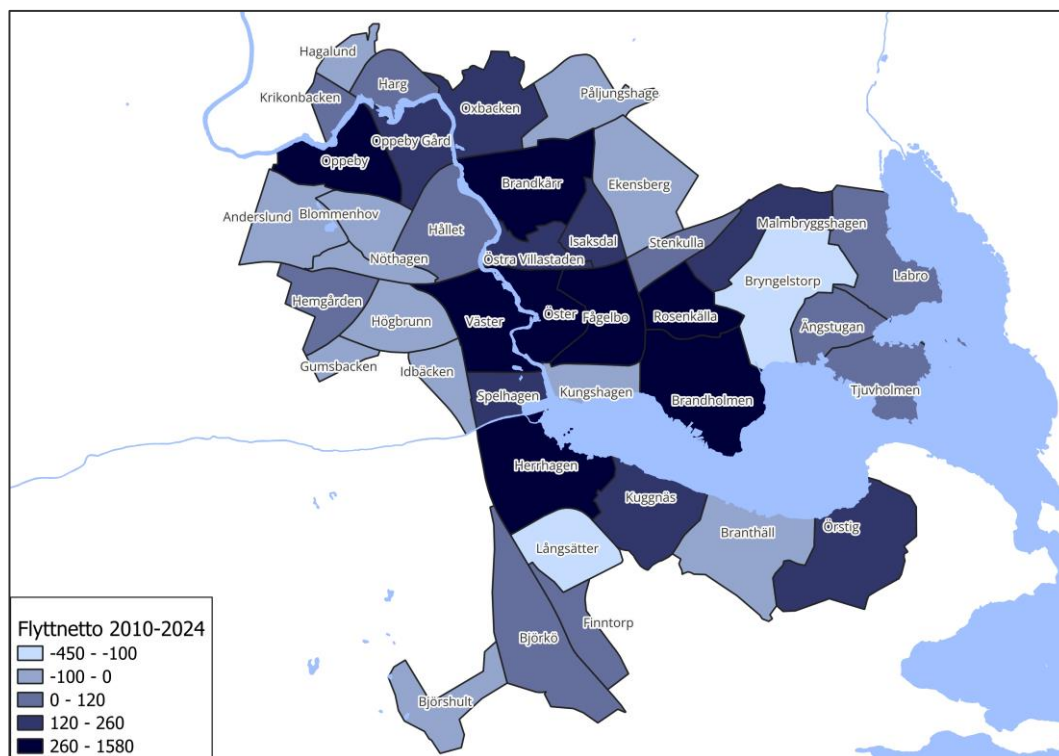 Hagalund
Harg
Krikonbacken
Oxbacken
Påljungshage
Oppeby Gård
Oppeby
Brandkärr
Ekensberg
Anderslund
Blommenhov
Hållet
Malmbryggshagen
Isaksdal
Stenkulla
Östra Villastaden
Nöthagen
Labro
Bryngelstorp
Hemgården
Högbrunn
Väster
Öster
Fågelbo
Rosenkälla
Ängstugan
Gumsbacken
Idbäcken
Spelhagen
Kungshagen
Brandholmen
Tjuvholmen
Herrhagen
Kuggnäs
Branthäll
Örstig
Långsätter
Finntorp
Björkö
Björshult
Flyttnetto 2010-2024
-450 - -100
-100 - 0
0 - 120
120 - 260
260 - 1580